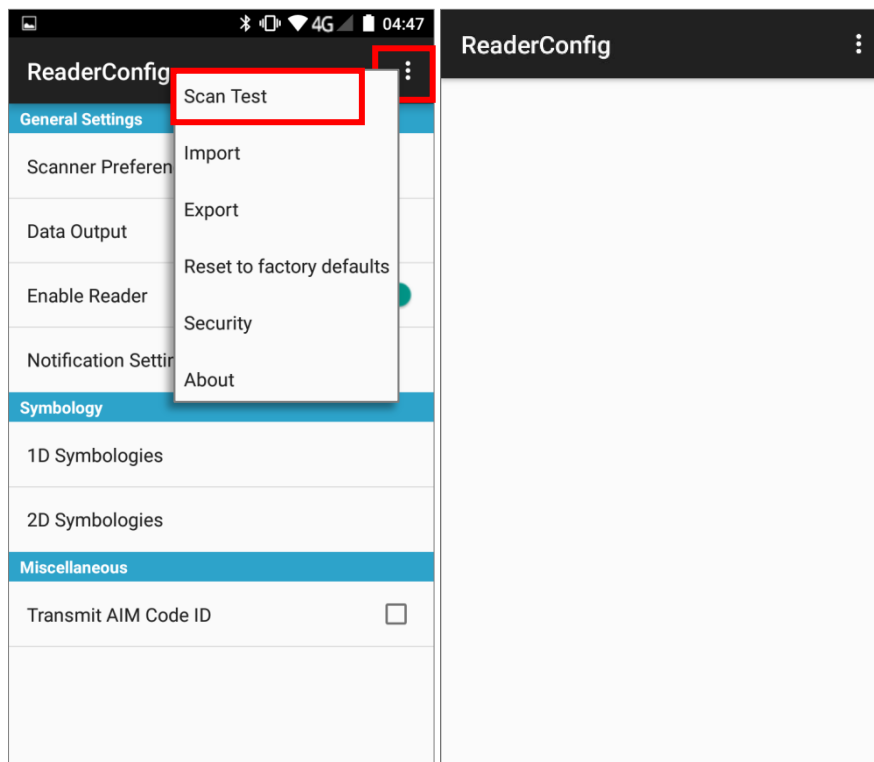 4G 04:47
ReaderConfig
Scan Test
Import
Export
Reset to factory defaults
Security
About
General Settings
Scanner Preferen
Data Output
Enable Reader
Notification Settin
Symbology
1D Symbologies
2D Symbologies
Miscellaneous
Transmit AIM Code ID
ReaderConfig